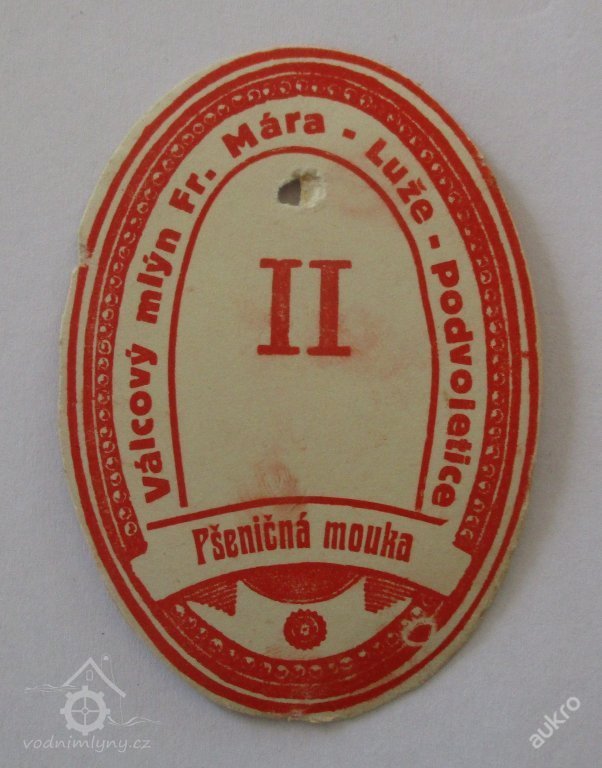 Válcový mlýn Fr. Mára - Luže - Podvoletice
II
Pšeničná mouka
vodnimlyny.cz
aukro